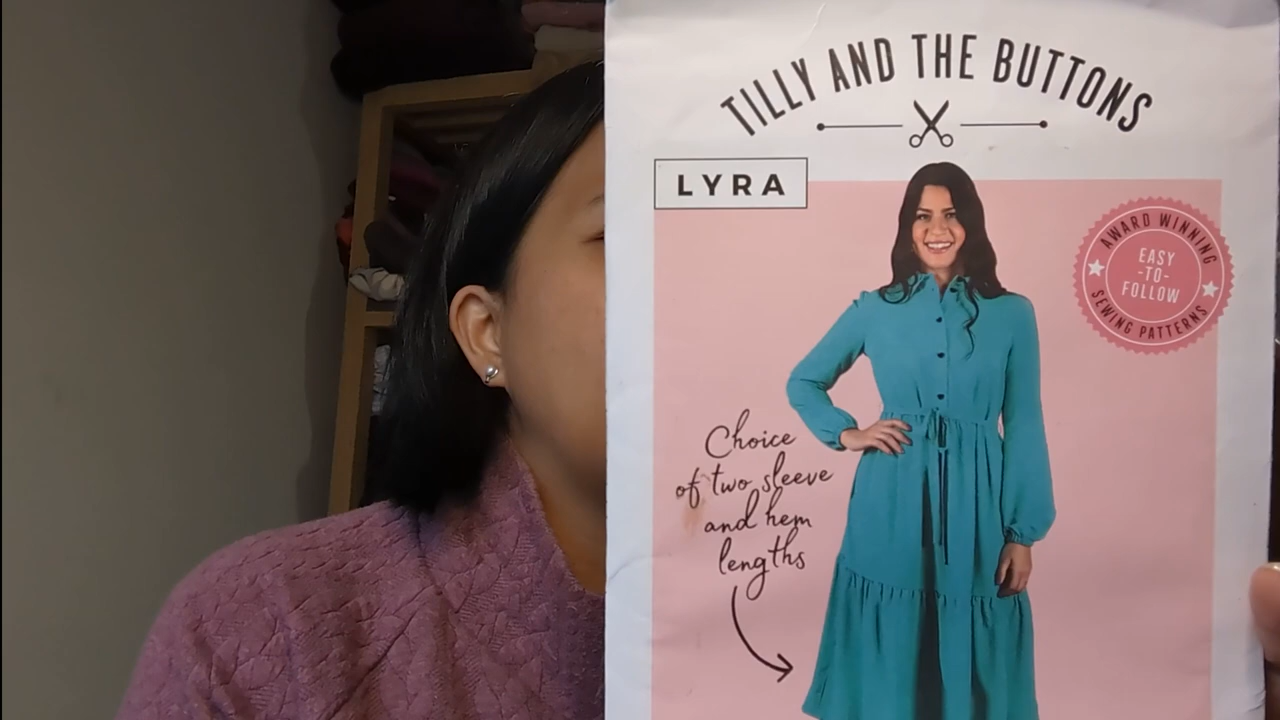 TILLY AND THE BUTTONS
LYRA
AWARD WINNING
EASY
-TO-
FOLLOW
SEWING PATTERNS
Choice
of two sleeve
and hem
lengths